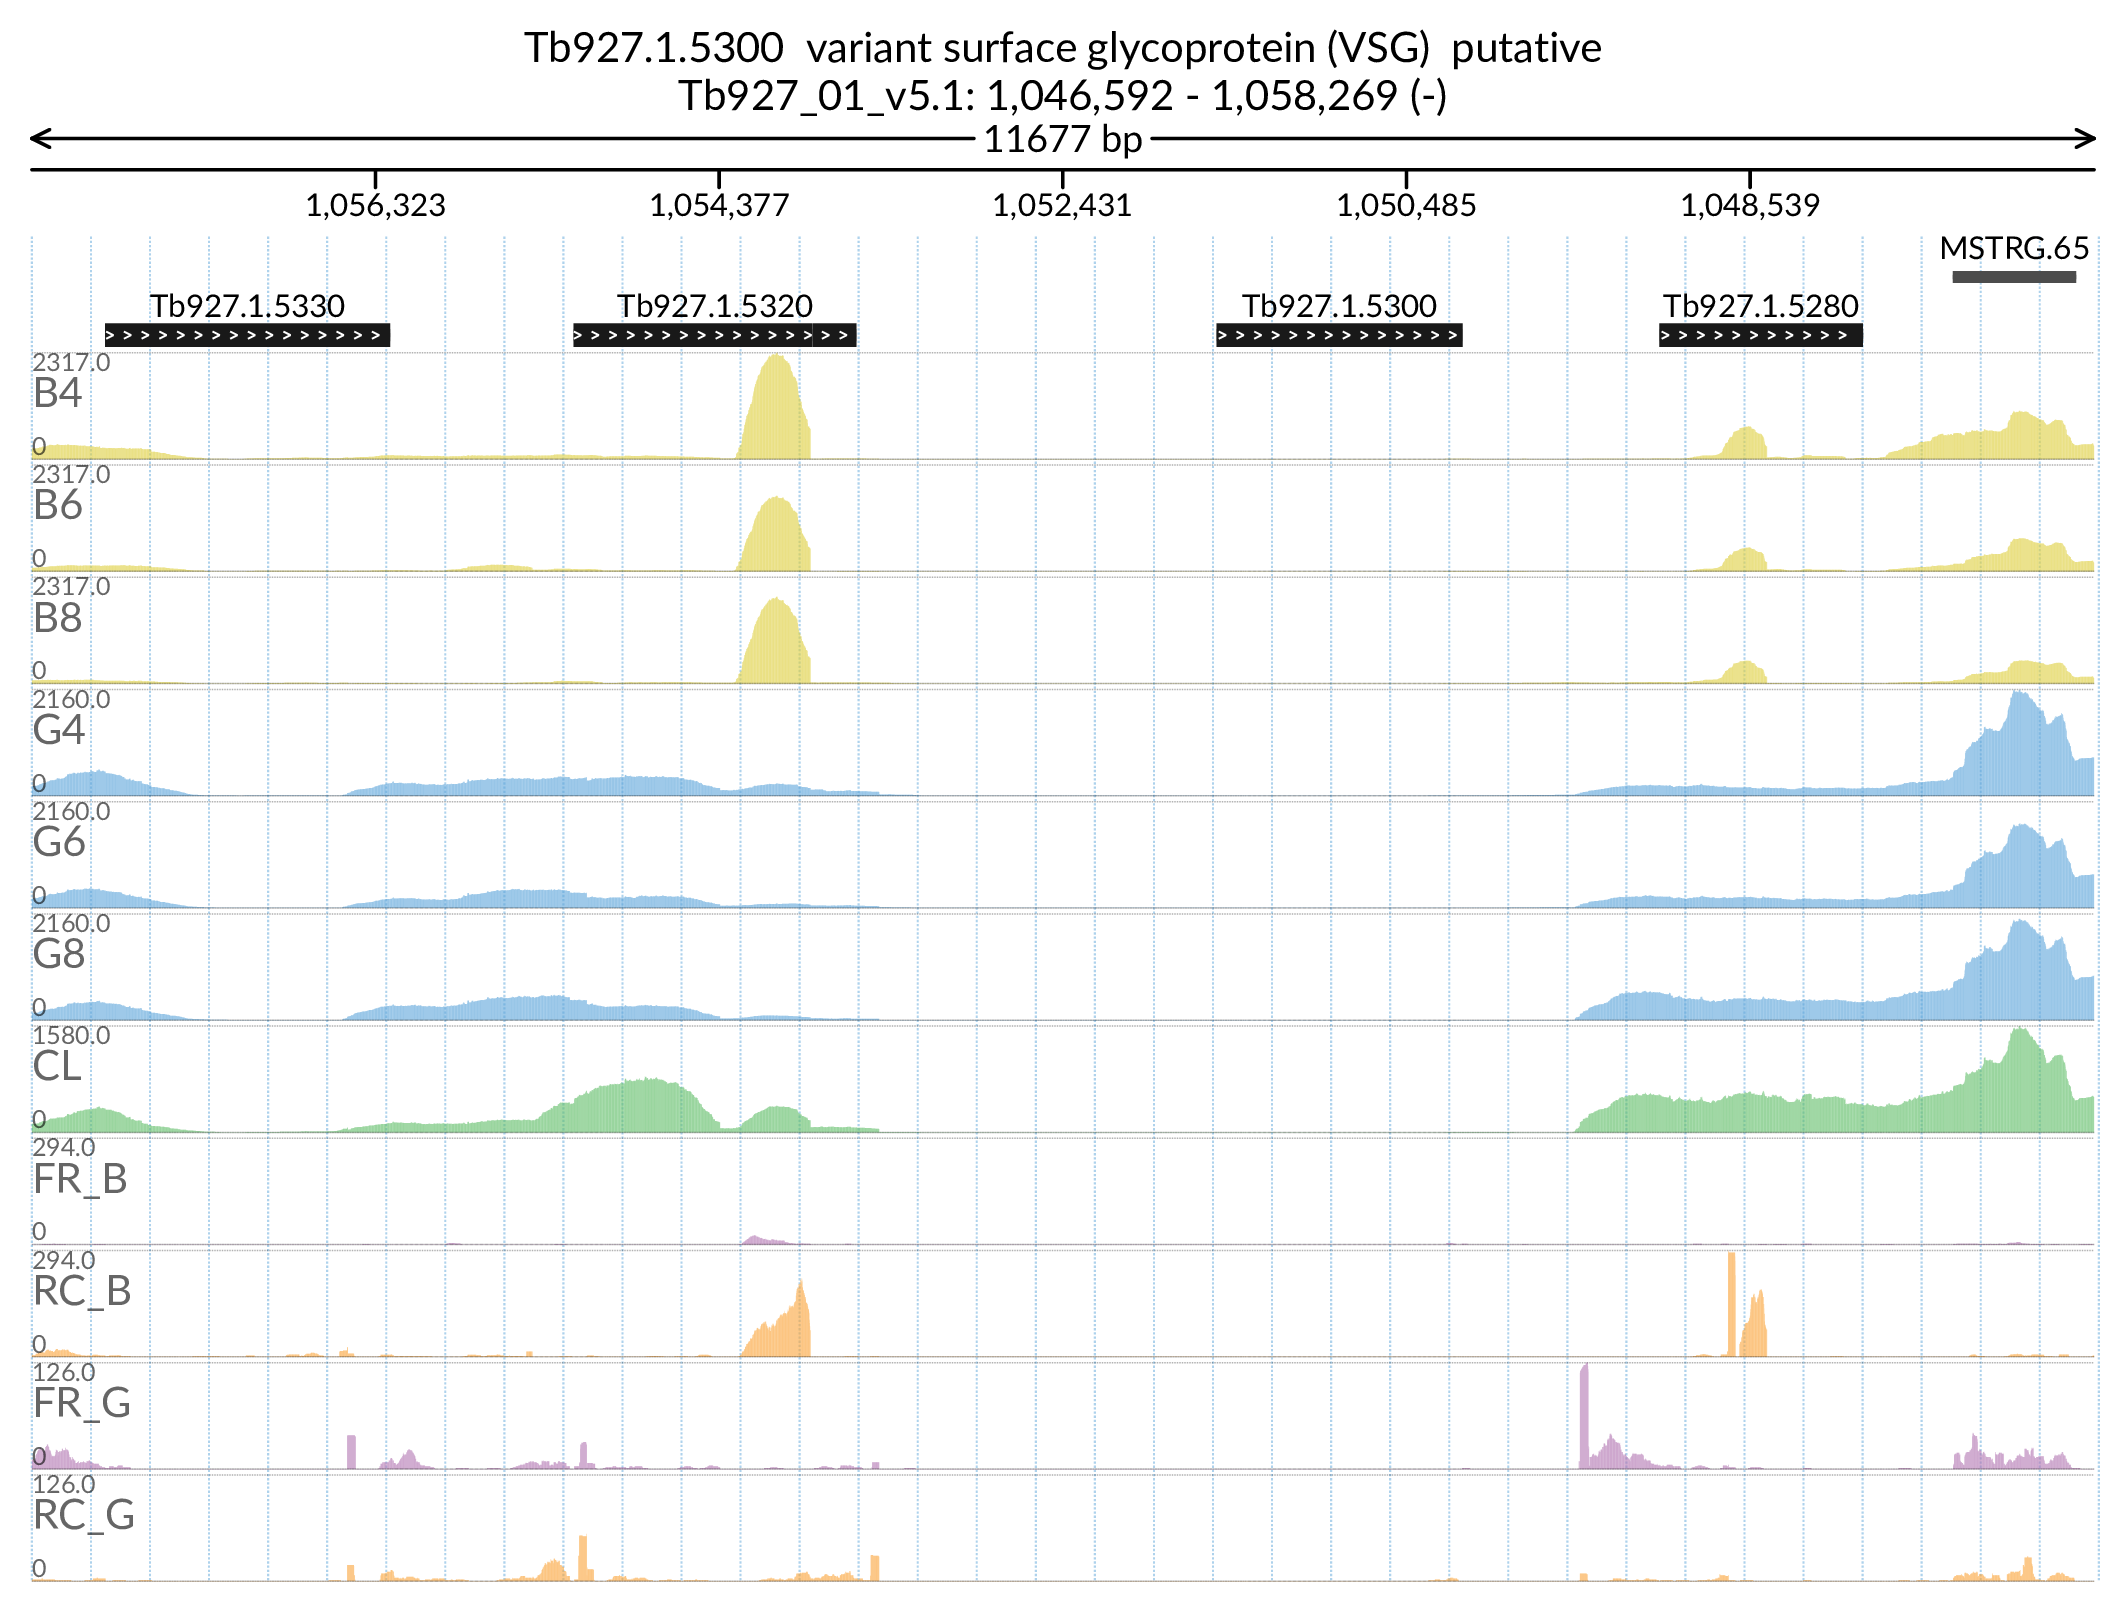 Tb927.1.5300 variant surface glycoprotein (VSG) putative
Tb927_01_v5.1: 1,046,592 - 1,058,269 (-)
11677 bp
1,056,323 1,054,377 1,052,431 1,050,485 1,048,539
MSTRG.65
Tb927.1.5330 Tb927.1.5320 Tb927.1.5300 Tb927.1.5280
2317.0
B4
0
2317.0
B6
0
2317.0
B8
0
2160.0
G4
0
2160.0
G6
0
2160.0
G8
0
1580.0
CL
0
294.0
FR_B
0
294.0
RC_B
0
126.0
FR_G
0
126.0
RC_G
0